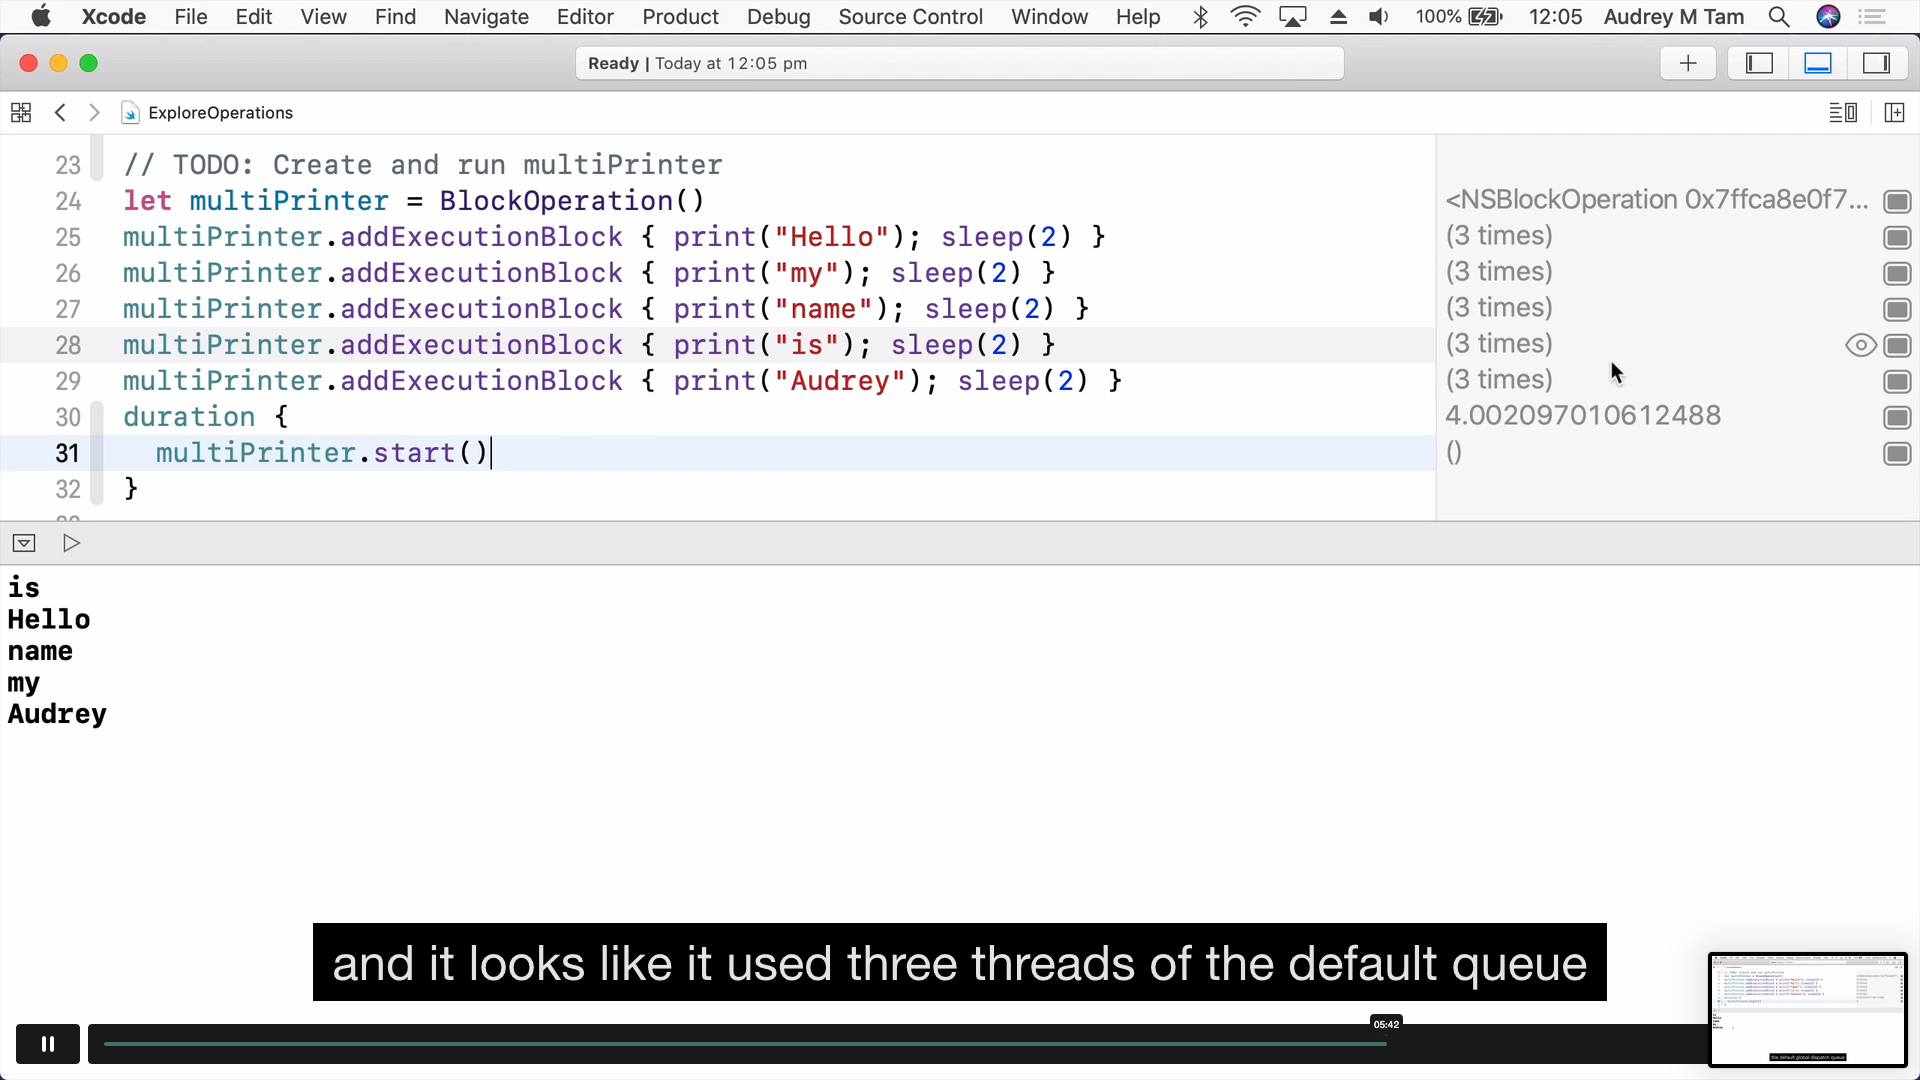 Xcode File Edit View Find Navigate Editor Product Debug Source Control Window Help 100% 12:05 Audrey M Tam
Ready | Today at 12:05 pm
ExploreOperations
23 // TODO: Create and run multiPrinter
24 let multiPrinter = BlockOperation() <NSBlockOperation 0x7ffca8e0f7...
25 multiPrinter.addExecutionBlock { print("Hello"); sleep(2) } (3 times)
26 multiPrinter.addExecutionBlock { print("my"); sleep(2) } (3 times)
27 multiPrinter.addExecutionBlock { print("name"); sleep(2) } (3 times)
28 multiPrinter.addExecutionBlock { print("is"); sleep(2) } (3 times)
29 multiPrinter.addExecutionBlock { print("Audrey"); sleep(2) } (3 times)
30 duration { 4.002097010612488
31 multiPrinter.start() ()
32 }
is
Hello
name
my
Audrey
and it looks like it used three threads of the default queue
05:42
the default global dispatch queue